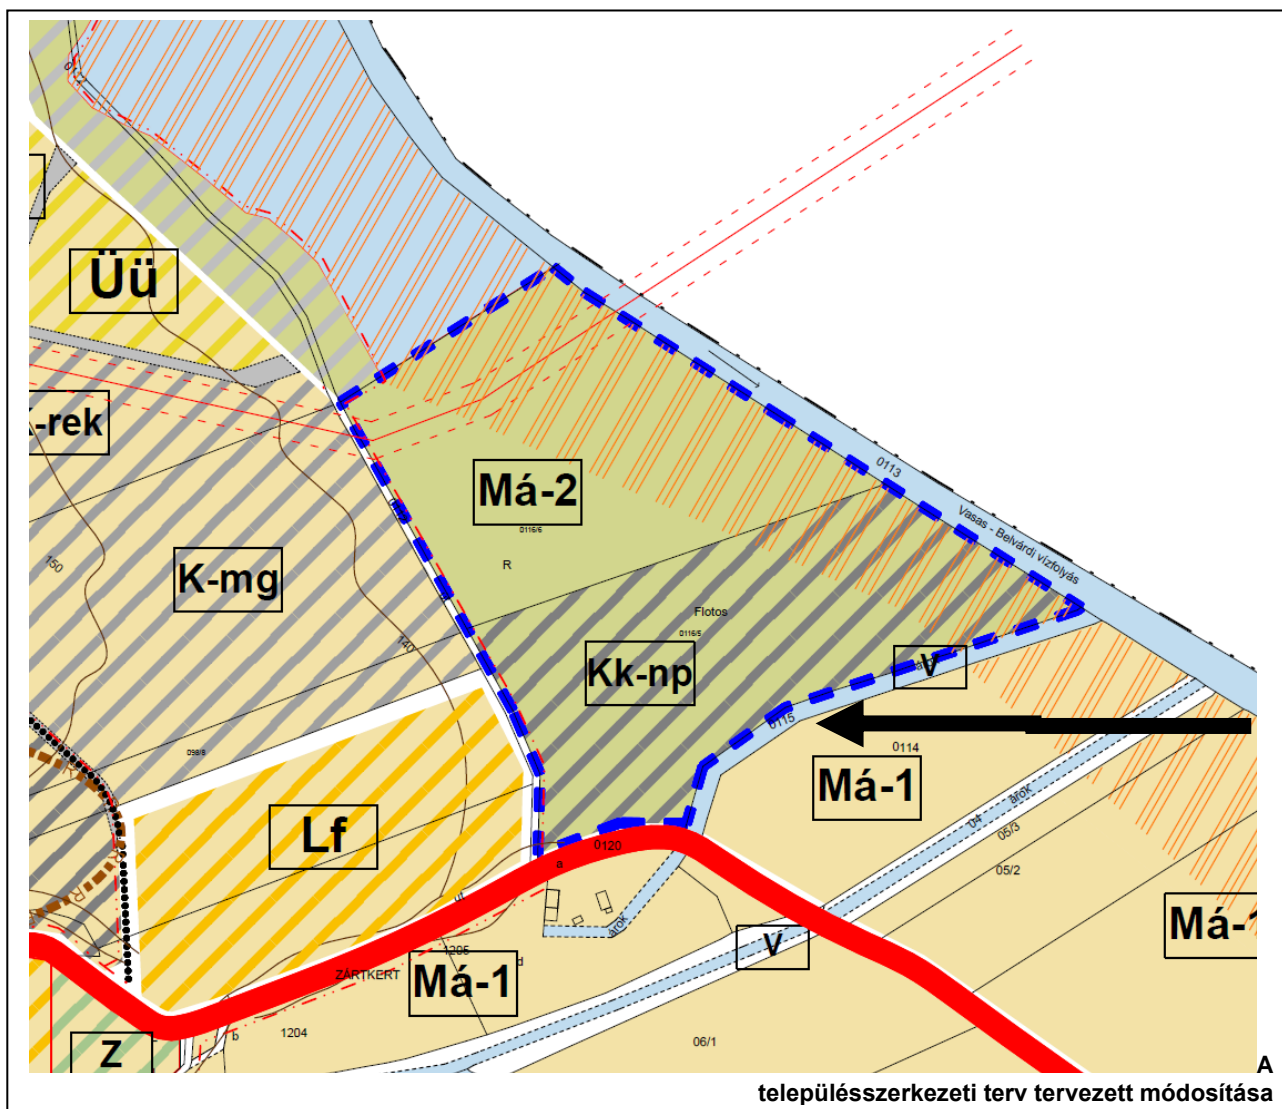 Üü
K-rek
0113
Vasas - Belvárdi vízfolyás
Má-2
0116/6
R
150
K-mg
Flotos
0116/5
140
Kk-np
V
0115
098/9
0114
Má-1
04
árok
05/3
Lf
0120
a
05/2
árok
V
Má-1
1205
d
ZÁRTKERT
Má-1
1204
b
06/1
Z
A
településszerkezeti terv tervezett módosítása